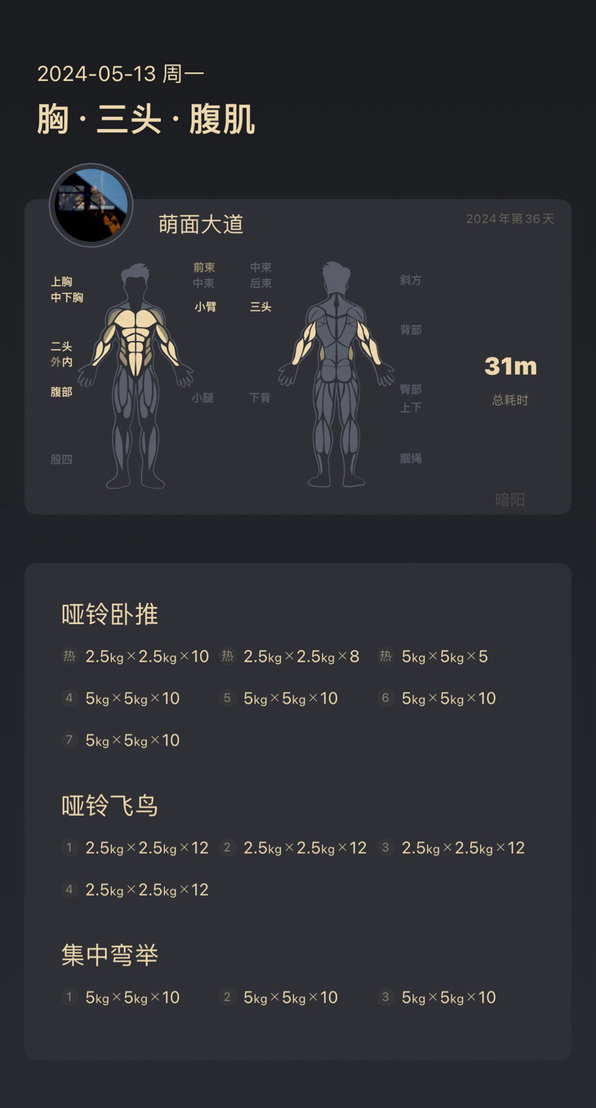 2024-05-13 周一
胸 · 三头 · 腹肌
萌面大道
2024年第36天
上胸
中下胸
二头
外内
腹部
股四
前束
中束
小臂
小腿
中束
后束
三头
下背
斜方
背部
臀部
上下
腘绳
31m
总耗时
暗阳
哑铃卧推
热 2.5kg×2.5kg×10 热 2.5kg×2.5kg×8 热 5kg×5kg×5
4 5kg×5kg×10 5 5kg×5kg×10 6 5kg×5kg×10
7 5kg×5kg×10
哑铃飞鸟
1 2.5kg×2.5kg×12 2 2.5kg×2.5kg×12 3 2.5kg×2.5kg×12
4 2.5kg×2.5kg×12
集中弯举
1 5kg×5kg×10 2 5kg×5kg×10 3 5kg×5kg×10